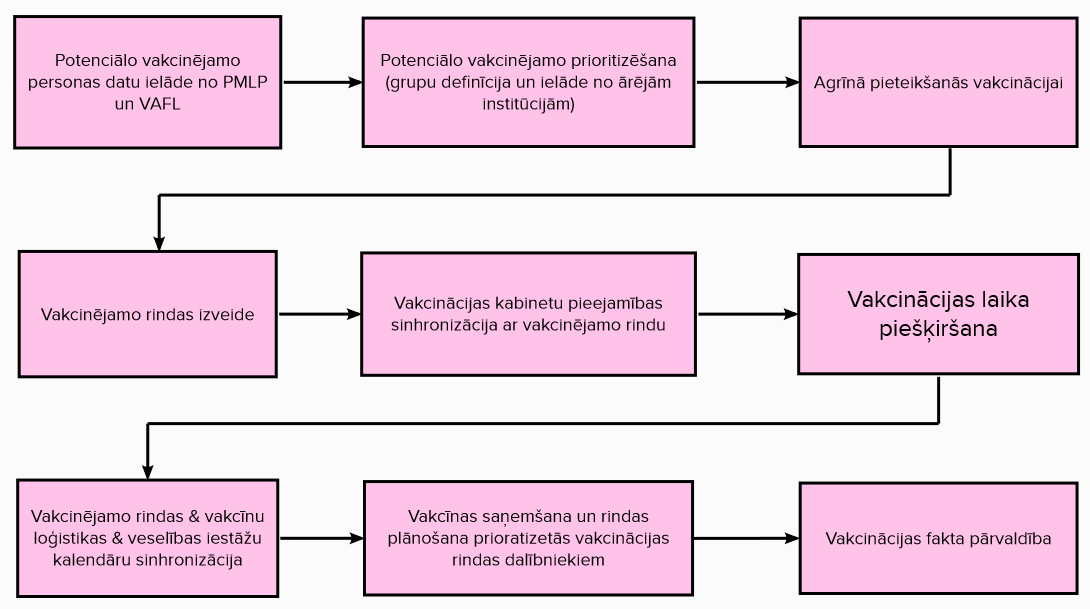 Potenciālo vakcinējamo
personas datu ielāde no PMLP
un VAFL
Potenciālo vakcinējamo prioritizēšana
(grupu definīcija un ielāde no ārējām
institūcijām)
Agrīnā pieteikšanās vakcinācijai
Vakcinējamo rindas izveide
Vakcinācijas kabinetu pieejamības
sinhronizācija ar vakcinējamo rindu
Vakcinācijas laika
piešķiršana
Vakcinējamo rindas & vakcīnu
loģistikas & veselības iestāžu
kalendāru sinhronizācija
Vakcīnas saņemšana un rindas
plānošana prioratizetās vakcinācijas
rindas dalībniekiem
Vakcinācijas fakta pārvaldība